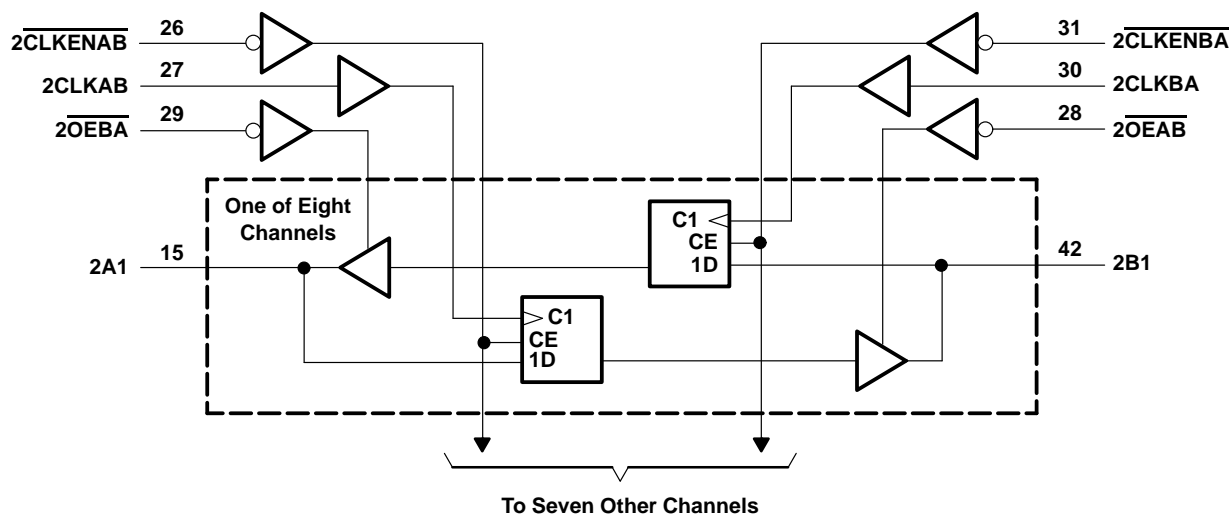 2CLKENAB 26
2CLKAB 27
2OEBA 29
31 2CLKENBA
30 2CLKBA
28 2OEAB
One of Eight
Channels
2A1 15
C1
CE
1D
42 2B1
C1
CE
1D
To Seven Other Channels